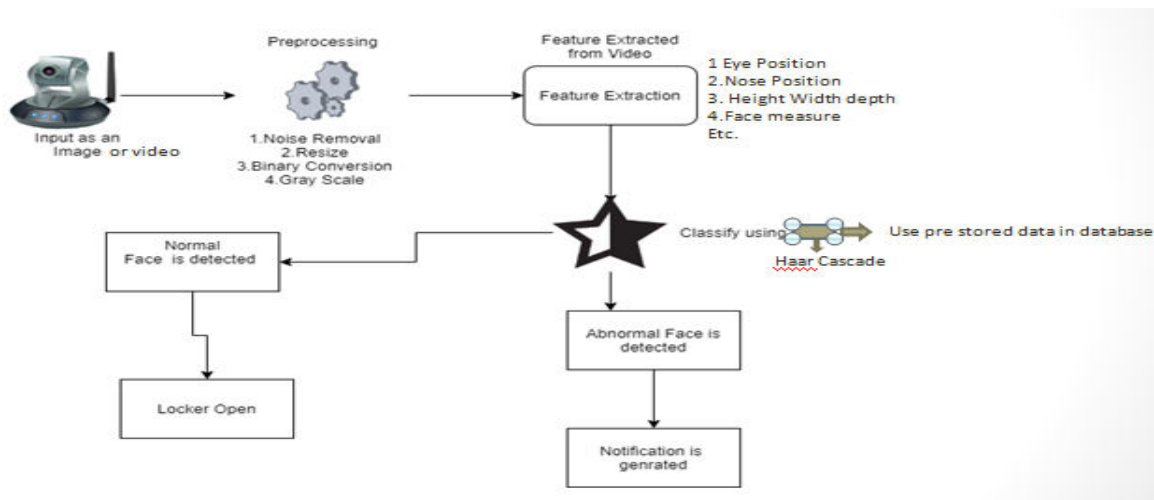 Input as an
Image or video
Preprocessing
1.Noise Removal
2.Resize
3.Binary Conversion
4.Gray Scale
Feature Extracted
from Video
Feature Extraction
1 Eye Position
2.Nose Position
3. Height Width depth
4.Face measure
Etc.
Classify using
Haar Cascade
Use pre stored data in database
Normal
Face is detected
Locker Open
Abnormal Face is
detected
Notification is
genrated